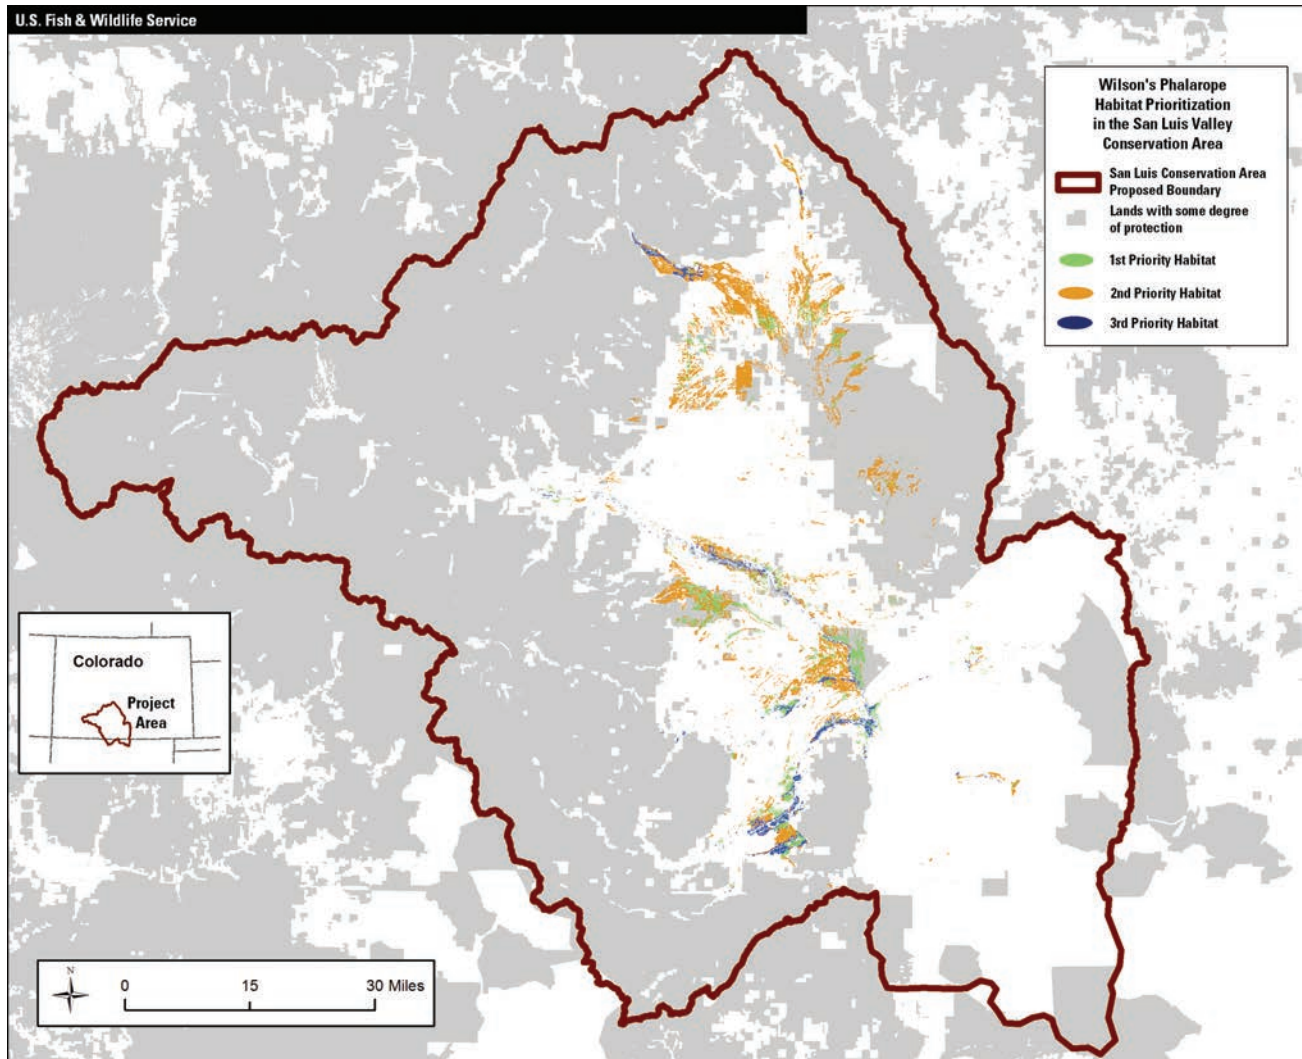 U.S. Fish & Wildlife Service
Wilson's Phalarope
Habitat Prioritization
in the San Luis Valley
Conservation Area
San Luis Conservation Area
Proposed Boundary
Lands with some degree
of protection
1st Priority Habitat
2nd Priority Habitat
3rd Priority Habitat
Colorado
Project
Area
N
0 15 30 Miles